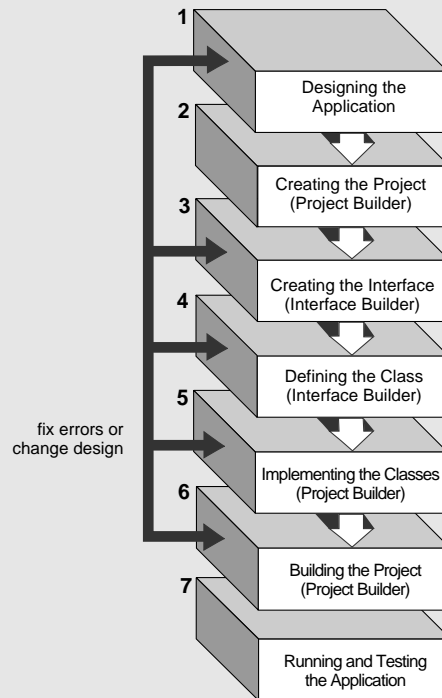 1
Designing the
Application
2
Creating the Project
(Project Builder)
3
Creating the Interface
(Interface Builder)
4
Defining the Class
(Interface Builder)
5
fix errors or
change design
Implementing the Classes
(Project Builder)
6
Building the Project
(Project Builder)
7
Running and Testing
the Application